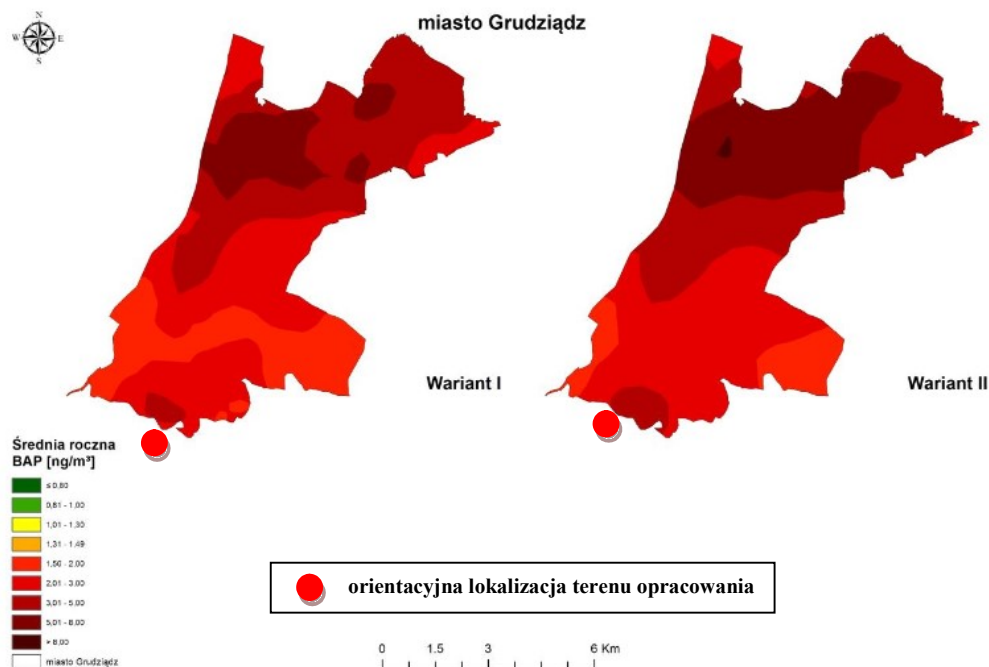 miasto Grudziądz
N
W E
S
Wariant I
Wariant II
Średnia roczna
BAP [ng/m³]
≤ 0,80
0,81 - 1,00
1,01 - 1,30
1,31 - 1,49
1,50 - 2,00
2,01 - 3,00
3,01 - 5,00
5,01 - 8,00
> 8,00
miasto Grudziądz
orientacyjna lokalizacja terenu opracowania
0 1.5 3 6 Km